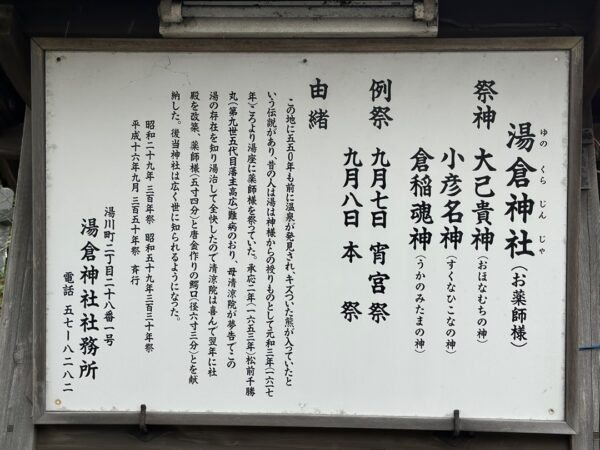 ゆの くら じん じゃ
湯倉神社(お薬師様)
祭神 大己貴神(おほなむちの神)
小彦名神(すくなひこなの神)
倉稲魂神(うかのみたまの神)
例祭 九月七日 宵宮祭
九月八日 本祭
由緒
この地に五五〇年も前に温泉が発見され、キズついた熊が入っていたと
いう伝説があり、昔の人は湯は神様からの授りものとして元和三年(一六一七
年)ごろより湯座に薬師様を祭っていた。承応二年(一六五三年)松前千勝
丸(第九世五代目藩主高広)難病のおり、母清涼院が夢告でこの
湯の存在を知り湯治して全快したので清涼院は喜んで翌年に社
殿を改築、薬師様(五寸四分)と唐金作りの鰐口(径六寸三分)とを献
納した。後当神社は広く世に知られるようになった。
昭和二十九年 三百年祭 昭和五十九年三百三十年祭
平成十六年九月 三百五十年祭 斉行
湯川町二丁目二十八番一号
湯倉神社社務所
電話 五七ー八二八二